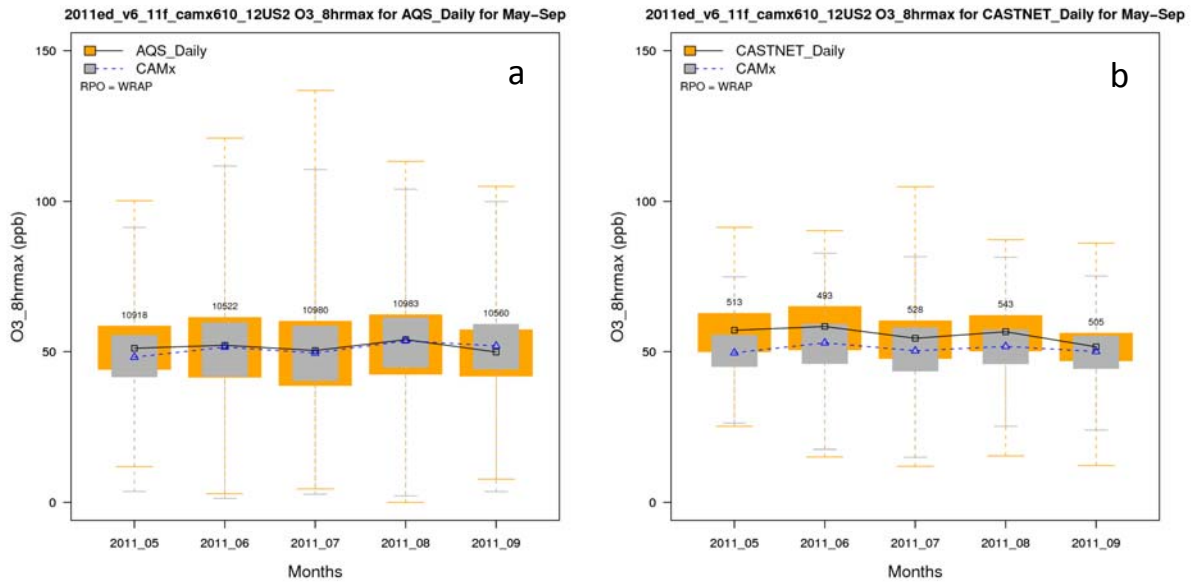 2011ed_v6_11f_camx610_12US2 O3_8hrmax for AQS_Daily for May−Sep
AQS_Daily
CAMx
RPO = WRAP
a
O3_8hrmax (ppb)
150
100
50
0
10918
10522
10980
10983
10560
2011_05
2011_06
2011_07
2011_08
2011_09
Months
2011ed_v6_11f_camx610_12US2 O3_8hrmax for CASTNET_Daily for May−Sep
CASTNET_Daily
CAMx
RPO = WRAP
b
O3_8hrmax (ppb)
150
100
50
0
513
493
528
543
505
2011_05
2011_06
2011_07
2011_08
2011_09
Months